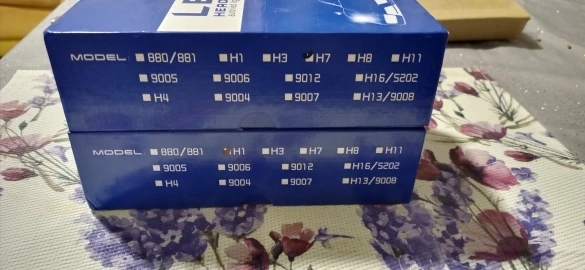 HERO
MODEL 880/881 H1 H3 H7 H8 H11
9005 9006 9012 H16/5202
H4 9004 9007 H13/9008
MODEL 880/881 H1 H3 H7 H8 H11
9005 9006 9012 H16/5202
H4 9004 9007 H13/9008